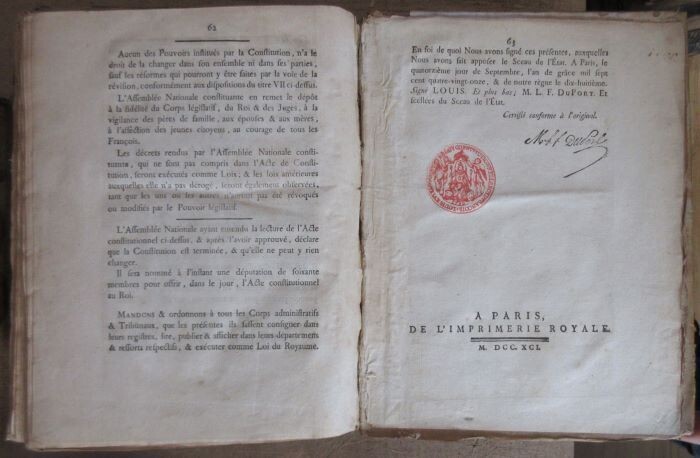 62
Aucun des Pouvoirs institués par la Constitution, n'a le
droit de la changer dans son ensemble ni dans ses parties,
sauf les réformes qui pourront y être faites par la voie de la
révision, conformément aux dispositions du titre VII ci-dessus.
L'Assemblée Nationale constituante en remet le dépôt
à la fidélité du Corps législatif, du Roi & des Juges, à la
vigilance des pères de famille, aux épouses & aux mères,
à l'affection des jeunes citoyens, au courage de tous les
François.
Les décrets rendus par l'Assemblée Nationale consti-
tuante, qui ne sont pas compris dans l'Acte de Consti-
tution, seront exécutés comme Loix; & les lois antérieures
auxquelles elle n'a pas dérogé, seront également observées,
tant que les uns ou les autres n'auront pas été révoqués
ou modifiés par le Pouvoir législatif.
L'Assemblée Nationale ayant entendu la lecture de l'Acte
constitutionnel ci-dessus, & après l'avoir approuvé, déclare
que la Constitution est terminée, & qu'elle ne peut y rien
changer.
Il sera nommé à l'instant une députation de soixante
membres pour offrir, dans le jour, l'Acte constitutionnel
au Roi.
MANDONS & ordonnons à tous les Corps administratifs
& Tribunaux, que les présentes ils fassent consigner dans
leurs registres, lire, publier & afficher dans leurs départements
& ressorts respectifs, & exécuter comme Loi du Royaume.
63
En foi de quoi Nous avons signé ces présentes, auxquelles
Nous avons fait apposer le Sceau de l'État. A Paris, le
quatorzième jour de Septembre, l'an de grâce mil sept
cent quatre-vingt-onze, & de notre règne le dix-huitième.
Signé LOUIS. Et plus bas; M. L. F. DuPort. Et
scellées du Sceau de l'État.
Certifié conforme à l'original.
A PARIS,
DE L'IMPRIMERIE ROYALE.
M. DCC. XCI.